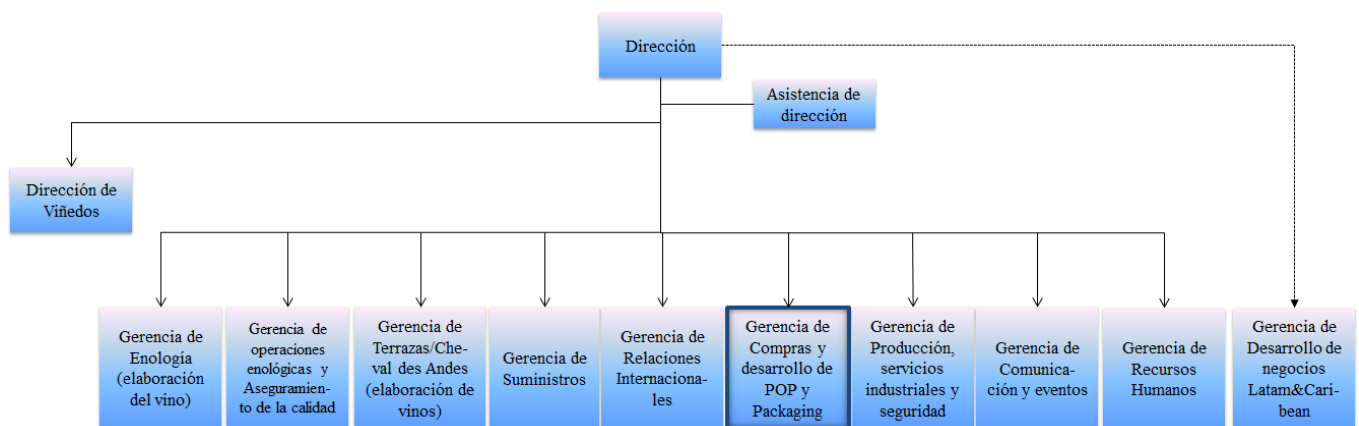 Dirección
Asistencia de
dirección
Dirección de
Viñedos
Gerencia de
Enología
(elaboración
del vino)
Gerencia de
operaciones
enológicas y
Aseguramien-
to de la calidad
Gerencia de
Terrazas/Che-
val des Andes
(elaboración de
vinos)
Gerencia de
Suministros
Gerencia de
Relaciones
Internaciona-
les
Gerencia de
Compras y
desarrollo de
POP y
Packaging
Gerencia de
Producción,
servicios
industriales y
seguridad
Gerencia de
Comunica-
ción y eventos
Gerencia de
Recursos
Humanos
Gerencia de
Desarrollo de
negocios
Latam&Cari-
bean